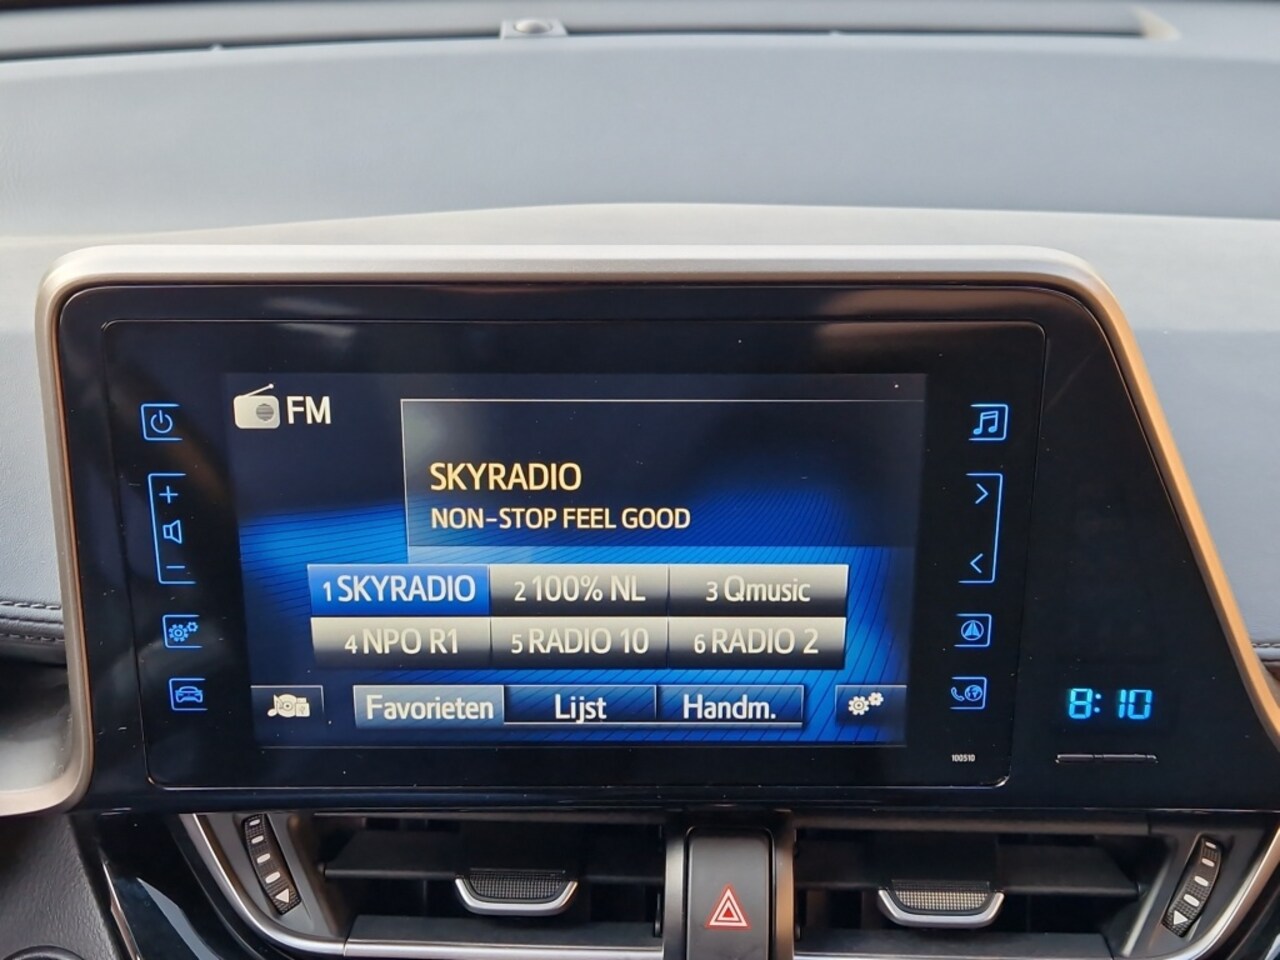 FM
SKYRADIO
NON-STOP FEEL GOOD
1 SKYRADIO 2 100% NL 3 Qmusic
4 NPO R1 5 RADIO 10 6 RADIO 2
Favorieten Lijst Handm.
8:10
100510